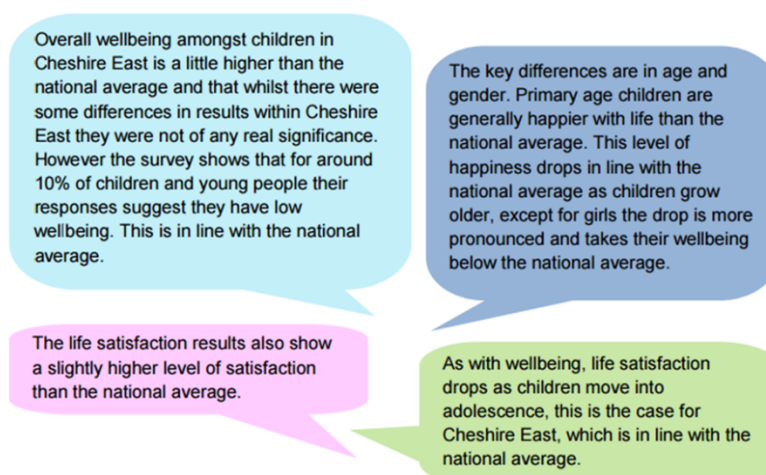 Overall wellbeing amongst children in
Cheshire East is a little higher than the
national average and that whilst there were
some differences in results within Cheshire
East they were not of any real significance.
However the survey shows that for around
10% of children and young people their
responses suggest they have low
wellbeing. This is in line with the national
average.
The key differences are in age and
gender. Primary age children are
generally happier with life than the
national average. This level of
happiness drops in line with the
national average as children grow
older, except for girls the drop is more
pronounced and takes their wellbeing
below the national average.
The life satisfaction results also show
a slightly higher level of satisfaction
than the national average.
As with wellbeing, life satisfaction
drops as children move into
adolescence, this is the case for
Cheshire East, which is in line with the
national average.